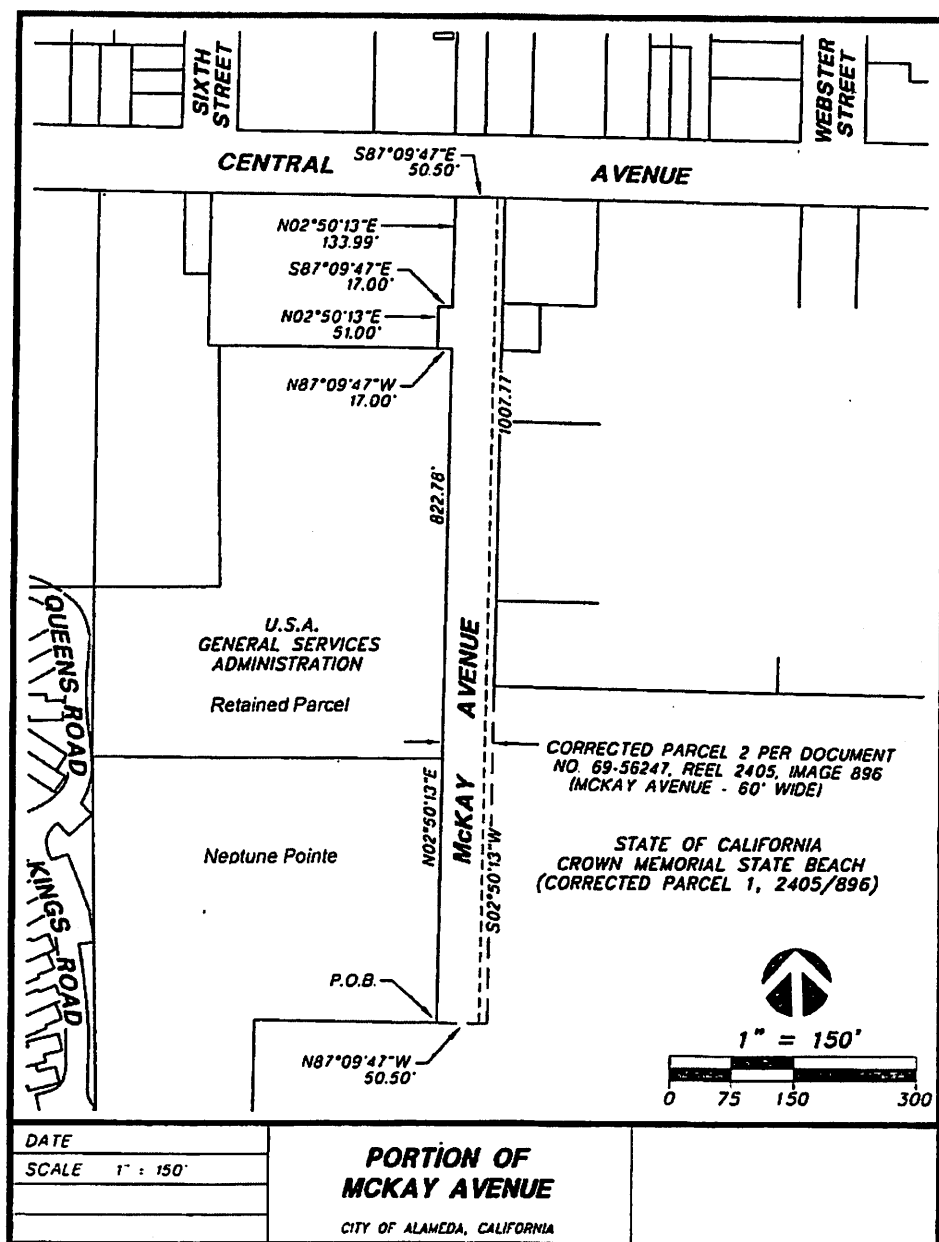 SIXTH
STREET
WEBSTER
STREET
CENTRAL
AVENUE
S87°09'47"E
50.50'
N02°50'13"E
133.99'
S87°09'47"E
17.00'
N02°50'13"E
51.00'
N87°09'47"W
17.00'
1007.77
822.78'
U.S.A.
GENERAL SERVICES
ADMINISTRATION
Retained Parcel
McKAY AVENUE
QUEENS ROAD
CORRECTED PARCEL 2 PER DOCUMENT
NO. 69-56247, REEL 2405, IMAGE 896
(MCKAY AVENUE - 60' WIDE)
N02°50'13"E
S02°50'13"W
Neptune Pointe
STATE OF CALIFORNIA
CROWN MEMORIAL STATE BEACH
(CORRECTED PARCEL 1, 2405/896)
KINGS ROAD
P.O.B.
N87°09'47"W
50.50'
1" = 150'
0 75 150 300
DATE
SCALE 1" : 150'
PORTION OF
MCKAY AVENUE
CITY OF ALAMEDA, CALIFORNIA